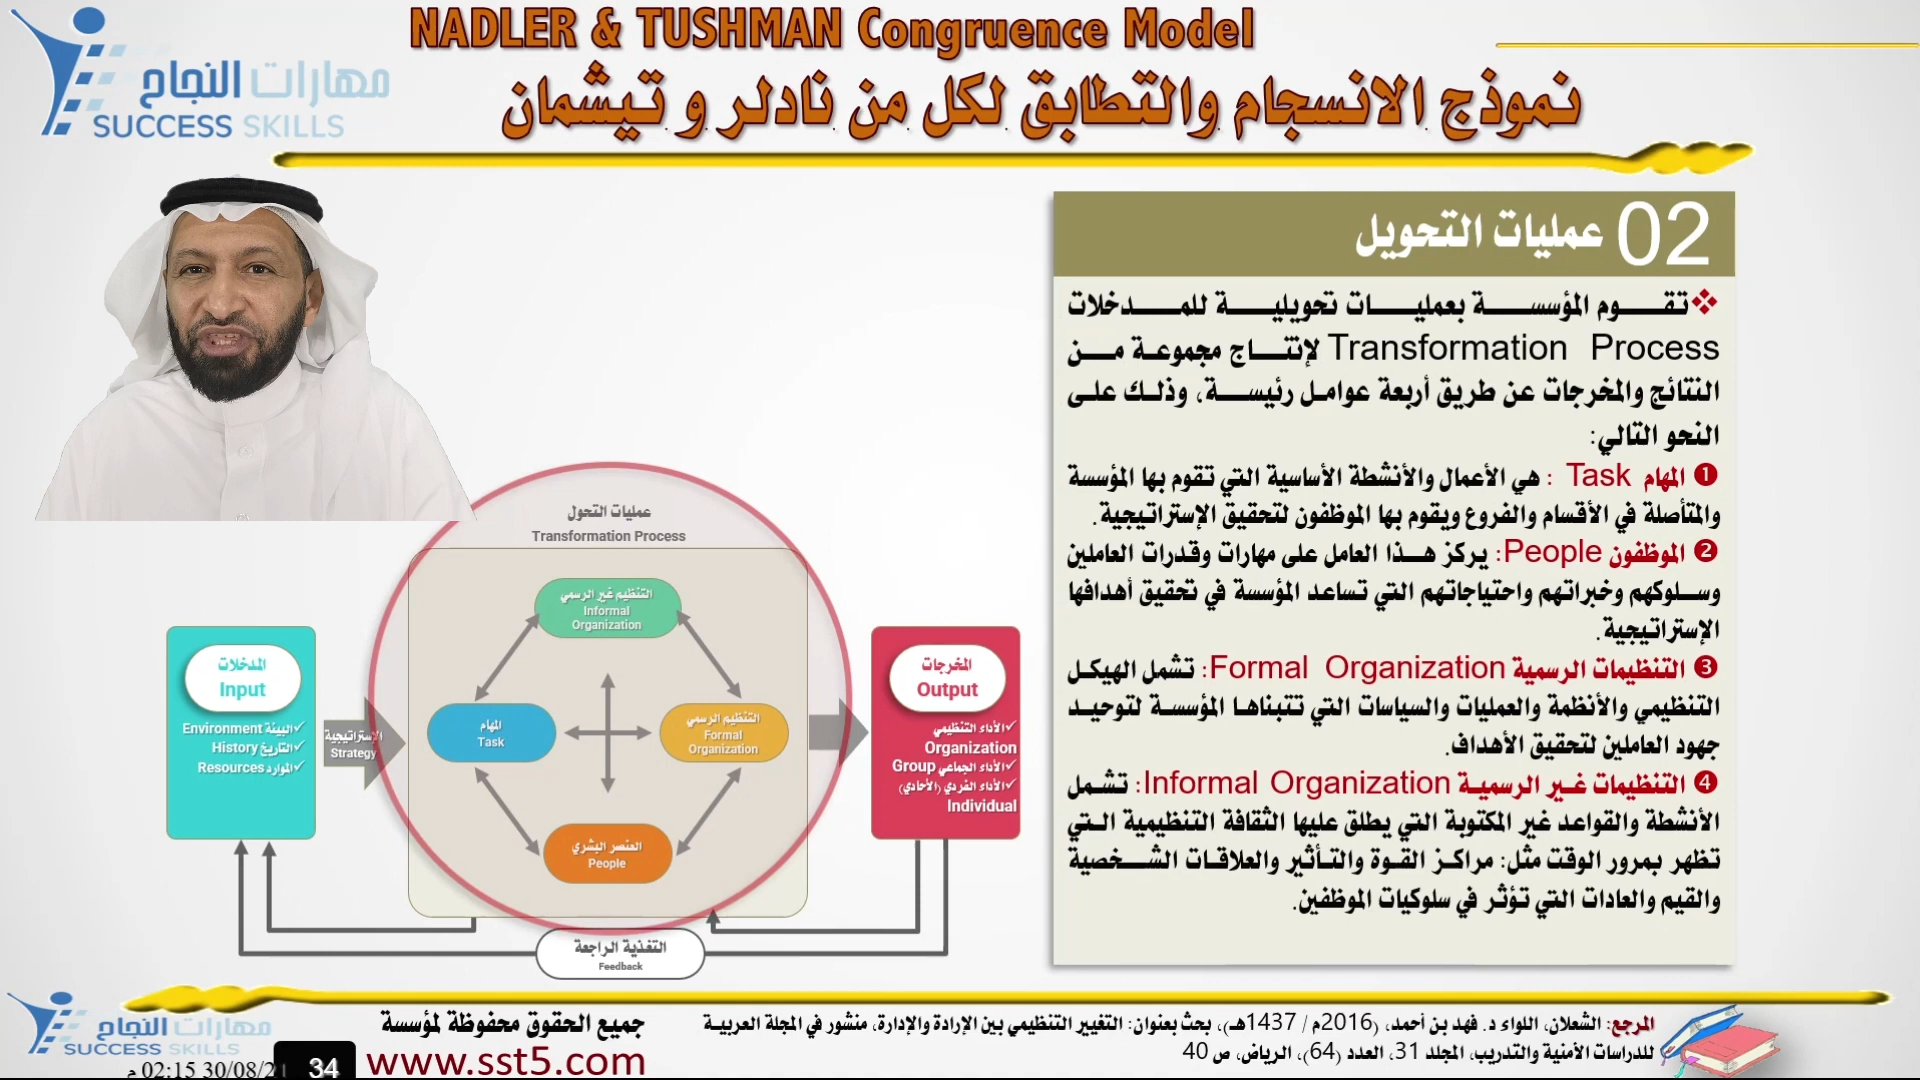 NADLER & TUSHMAN Congruence Model
نموذج الانسجام والتطابق لكل من نادلر و تيشمان
مهارات النجاح
SUCCESS SKILLS
02 عمليات التحويل
❖تقوم المؤسسة بعمليات تحويلية للمدخلات
Transformation Process لإنتاج مجموعة من
النتائج والمخرجات عن طريق أربعة عوامل رئيسة، وذلك على
النحو التالي:
❶ المهام Task : هي الأعمال والأنشطة الأساسية التي تقوم بها المؤسسة
والمتأصلة في الأقسام والفروع ويقوم بها الموظفون لتحقيق الإستراتيجية.
❷ الموظفون People: يركز هذا العامل على مهارات وقدرات العاملين
وسلوكهم وخبراتهم واحتياجاتهم التي تساعد المؤسسة في تحقيق أهدافها
الإستراتيجية.
❸ التنظيمات الرسمية Formal Organization: تشمل الهيكل
التنظيمي والأنظمة والعمليات والسياسات التي تتبناها المؤسسة لتوحيد
جهود العاملين لتحقيق الأهداف.
❹ التنظيمات غير الرسمية Informal Organization: تشمل
الأنشطة والقواعد غير المكتوبة التي يطلق عليها الثقافة التنظيمية التي
تظهر بمرور الوقت مثل: مراكز القوة والتأثير والعلاقات الشخصية
والقيم والعادات التي تؤثر في سلوكيات الموظفين.
عمليات التحول
Transformation Process
التنظيم غير الرسمي
Informal
Organization
المهام
Task
التنظيم الرسمي
Formal
Organization
العنصر البشري
People
المدخلات
Input
✓البيئة Environment
✓التاريخ History
✓الموارد Resources
الإستراتيجية
Strategy
المخرجات
Output
✓الأداء التنظيمي
Organization
✓الأداء الجماعي Group
✓الأداء الفردي (الأحادي)
Individual
التغذية الراجعة
Feedback
المرجع: الشعلان، اللواء د. فهد بن أحمد، (2016م / 1437هـ)، بحث بعنوان: التغيير التنظيمي بين الإرادة والإدارة، منشور في المجلة العربية
للدراسات الأمنية والتدريب، المجلد 31، العدد (64)، الرياض، ص 40
جميع الحقوق محفوظة لمؤسسة
www.sst5.com
مهارات النجاح
SUCCESS SKILLS
34
02:15 م 30/08/2